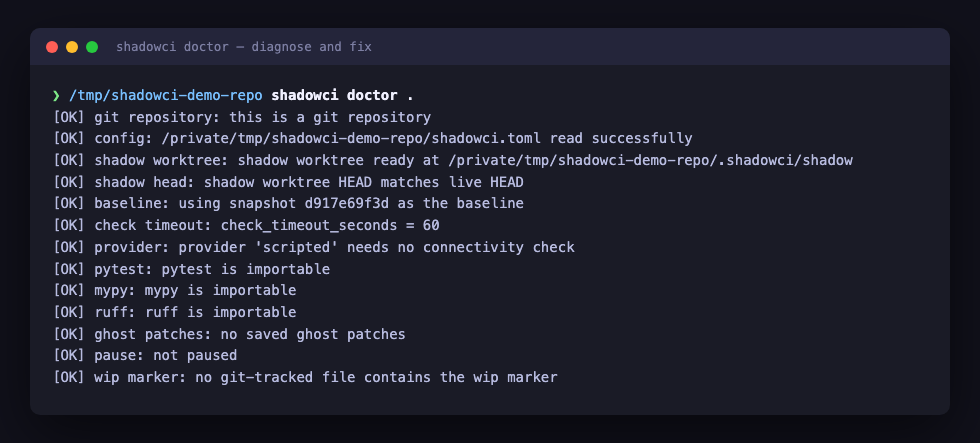 shadowci doctor — diagnose and fix
❯ /tmp/shadowci-demo-repo shadowci doctor .
[OK] git repository: this is a git repository
[OK] config: /private/tmp/shadowci-demo-repo/shadowci.toml read successfully
[OK] shadow worktree: shadow worktree ready at /private/tmp/shadowci-demo-repo/.shadowci/shadow
[OK] shadow head: shadow worktree HEAD matches live HEAD
[OK] baseline: using snapshot d917e69f3d as the baseline
[OK] check timeout: check_timeout_seconds = 60
[OK] provider: provider 'scripted' needs no connectivity check
[OK] pytest: pytest is importable
[OK] mypy: mypy is importable
[OK] ruff: ruff is importable
[OK] ghost patches: no saved ghost patches
[OK] pause: not paused
[OK] wip marker: no git-tracked file contains the wip marker